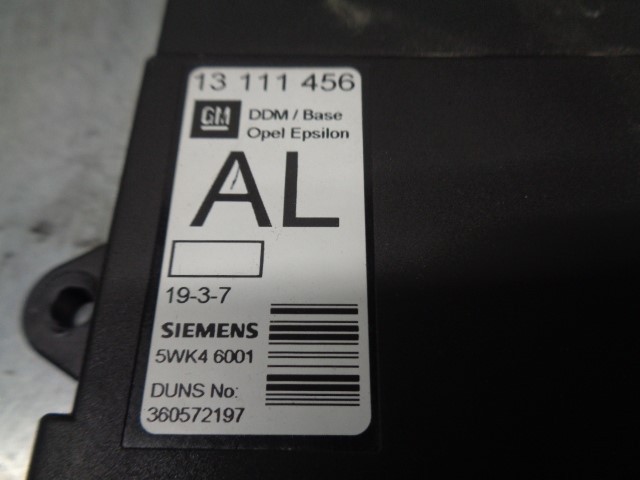 13 111 456
GM DDM / Base
Opel Epsilon
AL
19-3-7
SIEMENS
5WK4 6001
DUNS No:
360572197